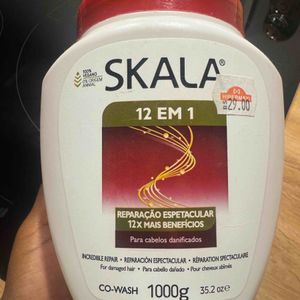 SKALA®
100%
VEGANO
12 EM 1
29.00
REPARAÇÃO ESPETACULAR
12X MAIS BENEFÍCIOS
Para cabelos danificados
INCREDIBLE REPAIR - REPARACIÓN ESPECTACULAR - RÉPARATION SPECTACULAIRE
For damaged hair - Para cabello dañado - Pour cheveux abîmés
CO-WASH 1000g 35.2 oz